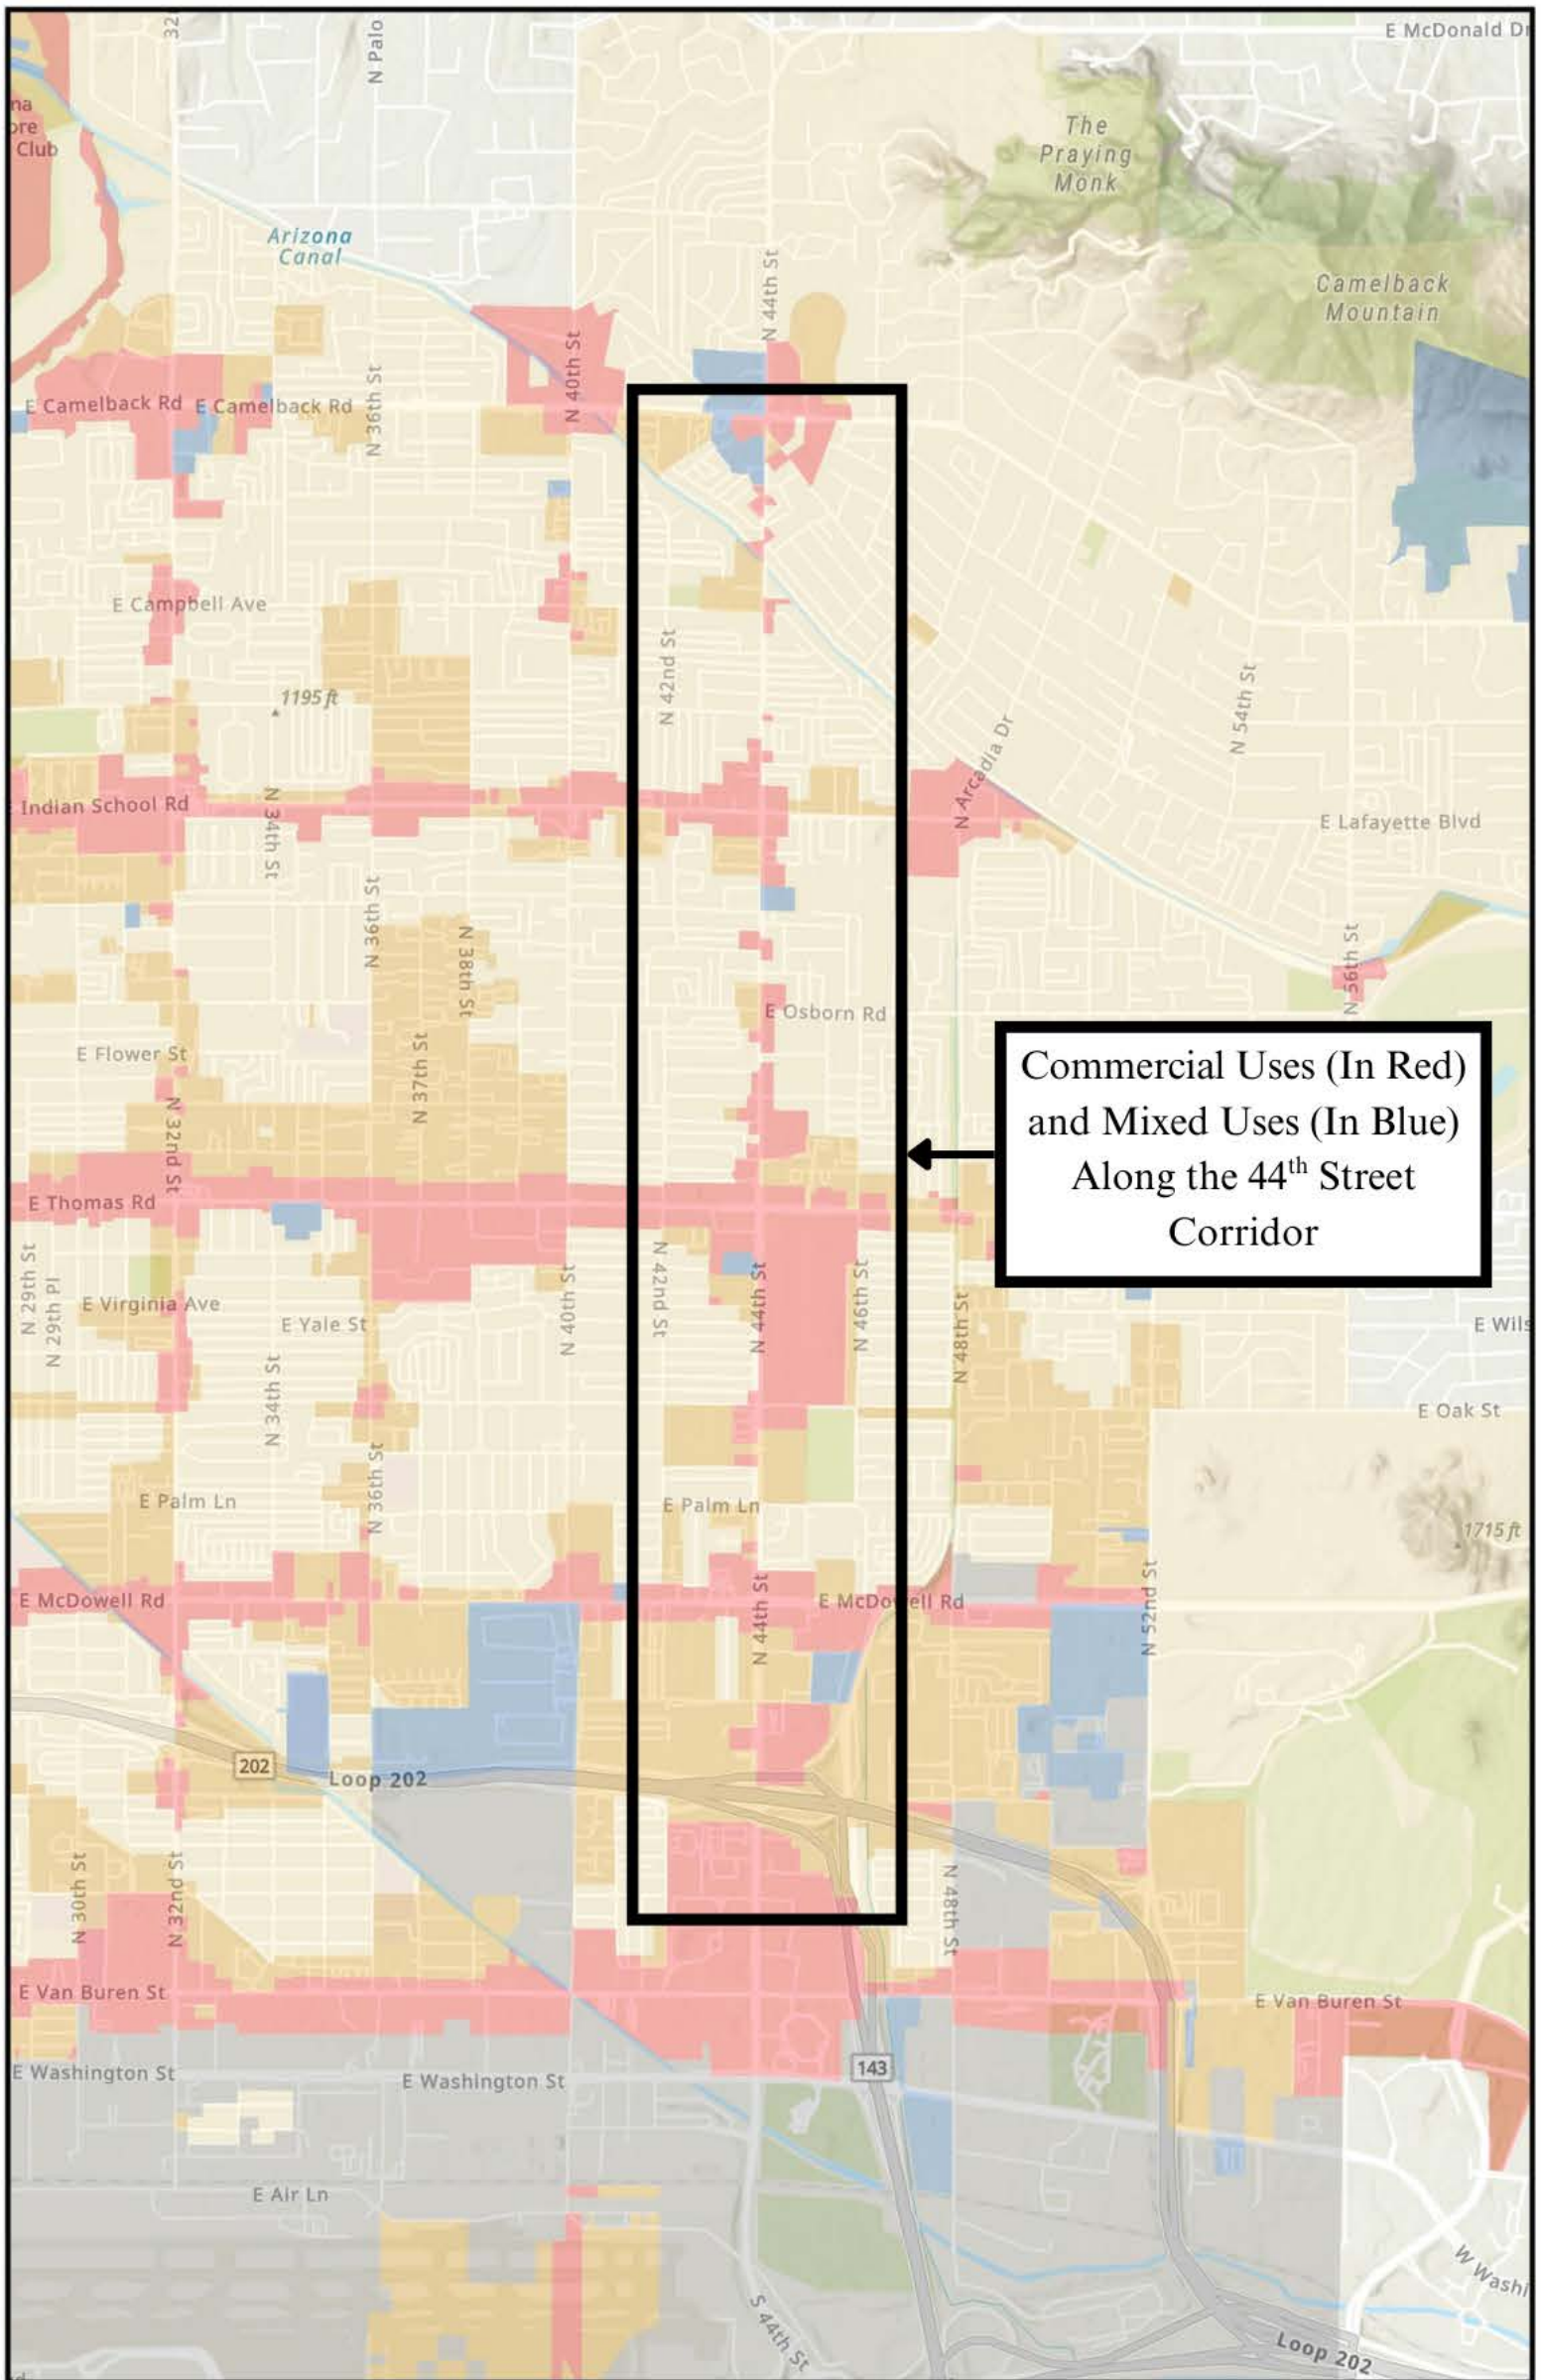 E McDonald Dr
32
N Palo
na
ore
Club
The
Praying
Monk
Arizona
Canal
Camelback
Mountain
N 44th St
N 40th St
N 36th St
E Camelback Rd
E Camelback Rd
E Campbell Ave
N 42nd St
1195 ft
N 54th St
N Arcadia Dr
Indian School Rd
N 34th St
E Lafayette Blvd
N 36th St
N 38th St
N 56th St
E Osborn Rd
E Flower St
N 37th St
N 32nd St
Commercial Uses (In Red)
and Mixed Uses (In Blue)
Along the 44th Street
Corridor
E Thomas Rd
N 29th St
N 29th Pl
E Virginia Ave
E Yale St
N 40th St
N 42nd St
N 44th St
N 46th St
N 48th St
E Wils
N 34th St
E Oak St
N 36th St
E Palm Ln
E Palm Ln
1715 ft
E McDowell Rd
N 44th St
E McDowell Rd
N 52nd St
202
Loop 202
N 30th St
N 32nd St
N 48th St
E Van Buren St
E Van Buren St
E Washington St
E Washington St
143
E Air Ln
S 44th St
W Washi
Loop 202